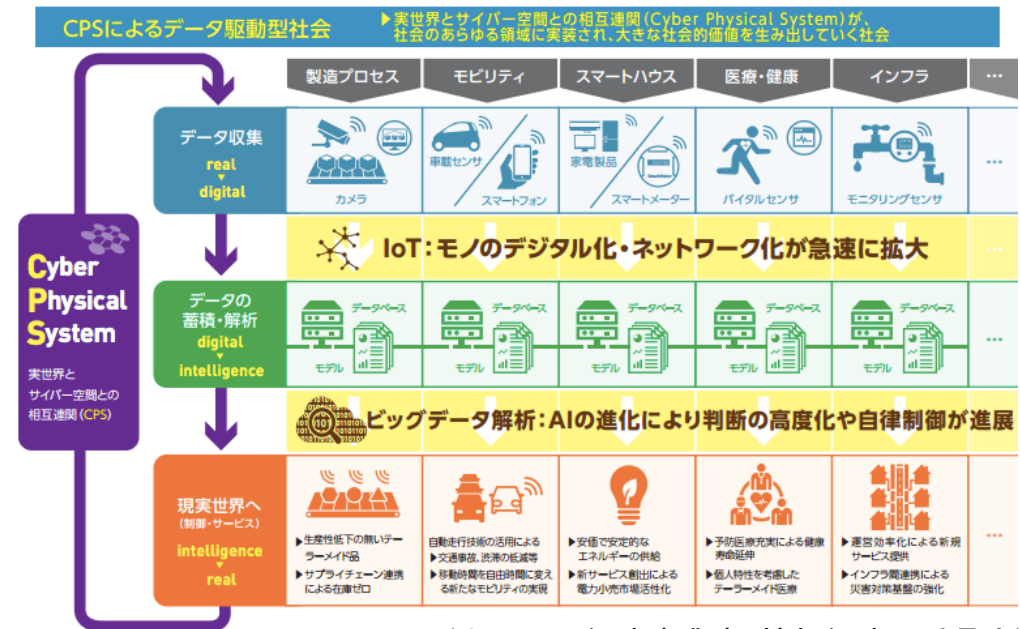 CPSによるデータ駆動型社会
▶実世界とサイバー空間との相互連関(Cyber Physical System)が、
社会のあらゆる領域に実装され、大きな社会的価値を生み出していく社会
製造プロセス
モビリティ
スマートハウス
医療・健康
インフラ
…
データ収集
real
▼
digital
カメラ
車載センサ
スマートフォン
家電製品
スマートメーター
バイタルセンサ
モニタリングセンサ
…
IoT:モノのデジタル化・ネットワーク化が急速に拡大
…
Cyber
Physical
System
実世界と
サイバー空間との
相互連関(CPS)
データの
蓄積・解析
digital
▼
intelligence
データベース
モデル
データベース
モデル
データベース
モデル
データベース
モデル
データベース
モデル
…
ビッグデータ解析:AIの進化により判断の高度化や自律制御が進展
現実世界へ
(制御・サービス)
intelligence
▼
real
▶生産性低下の無いテー
ラーメイド品
▶サプライチェーン連携
による在庫ゼロ
自動走行技術の活用による
▶交通事故、渋滞の低減等
▶移動時間を自由時間に変え
る新たなモビリティの実現
▶安価で安定的な
エネルギーの供給
▶新サービス創出による
電力小売市場活性化
▶予防医療充実による健康
寿命延伸
▶個人特性を考慮した
テーラーメイド医療
▶運営効率化による新規
サービス提供
▶インフラ間連携による
災害対策基盤の強化
…